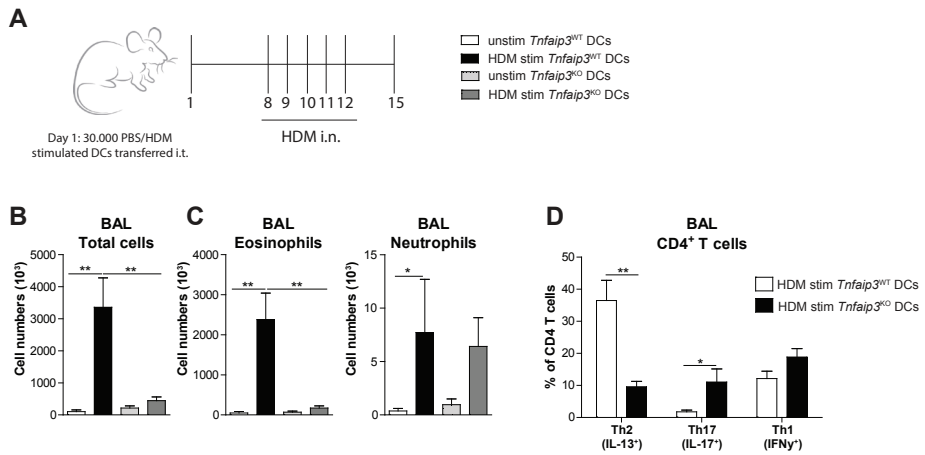 A
1
8 9 10 11 12
15
HDM i.n.
Day 1: 30.000 PBS/HDM
stimulated DCs transferred i.t.
unstim Tnfaip3WT DCs
HDM stim Tnfaip3WT DCs
unstim Tnfaip3KO DCs
HDM stim Tnfaip3KO DCs
B
BAL
Total cells
Cell numbers (10³)
5000
4000
3000
2000
1000
0
** **
C
BAL
Eosinophils
Cell numbers (10³)
4000
3000
2000
1000
0
** **
BAL
Neutrophils
Cell numbers (10³)
15
10
5
0
*
D
BAL
CD4⁺ T cells
% of CD4 T cells
50
40
30
20
10
0
**
*
Th2
(IL-13⁺)
Th17
(IL-17⁺)
Th1
(IFNγ⁺)
HDM stim Tnfaip3WT DCs
HDM stim Tnfaip3KO DCs